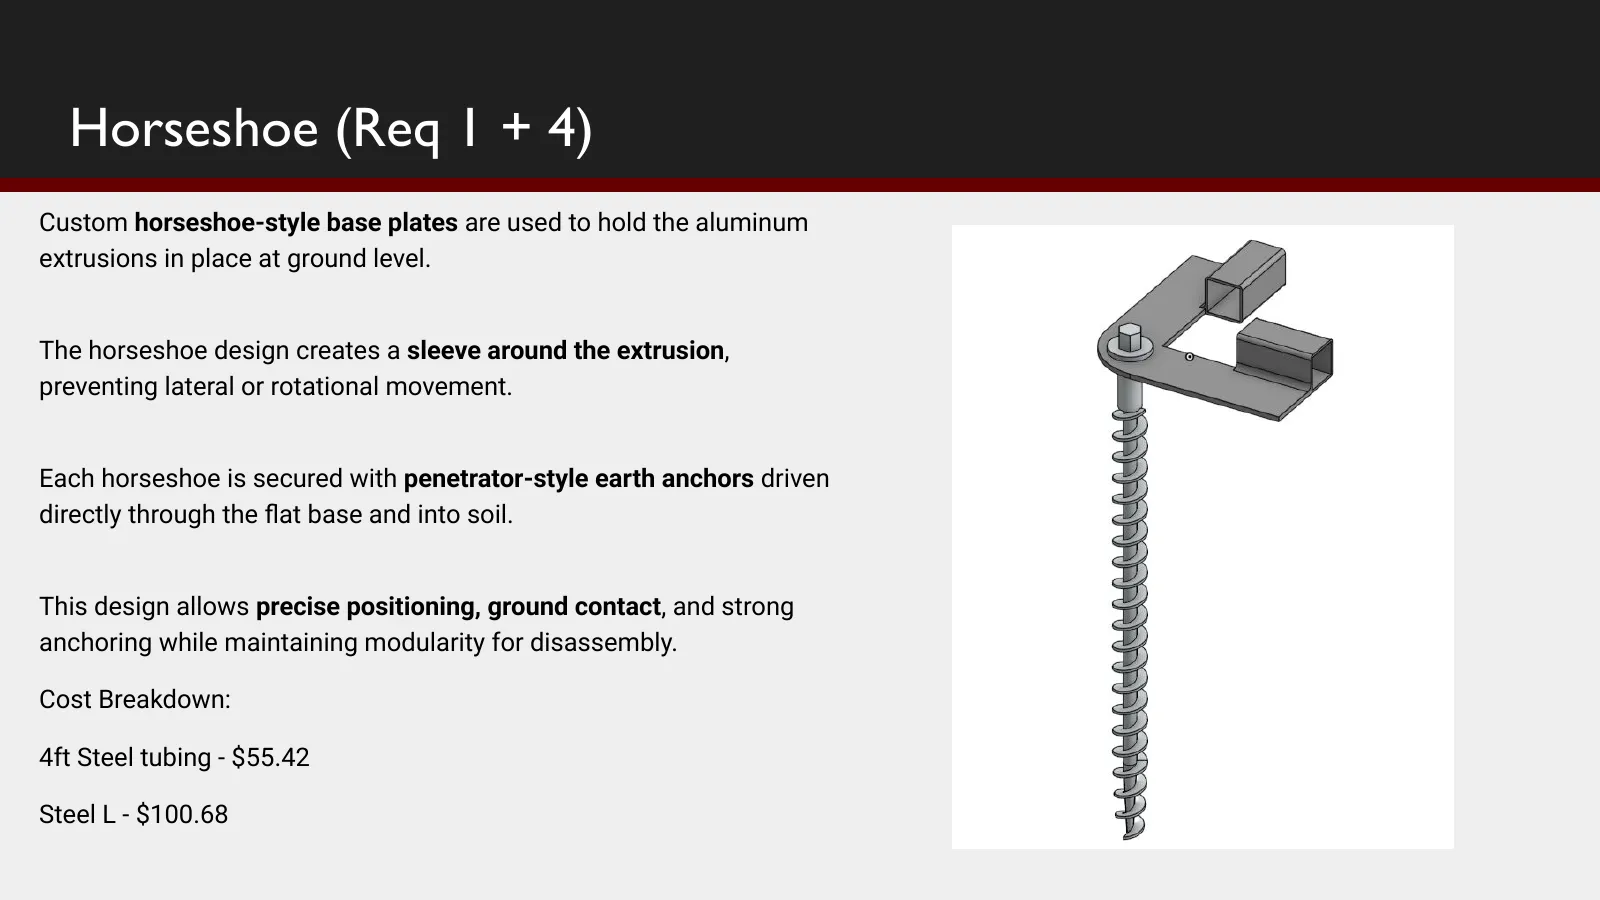 Horseshoe (Req 1 + 4)
Custom horseshoe-style base plates are used to hold the aluminum
extrusions in place at ground level.
The horseshoe design creates a sleeve around the extrusion,
preventing lateral or rotational movement.
Each horseshoe is secured with penetrator-style earth anchors driven
directly through the flat base and into soil.
This design allows precise positioning, ground contact, and strong
anchoring while maintaining modularity for disassembly.
Cost Breakdown:
4ft Steel tubing - $55.42
Steel L - $100.68